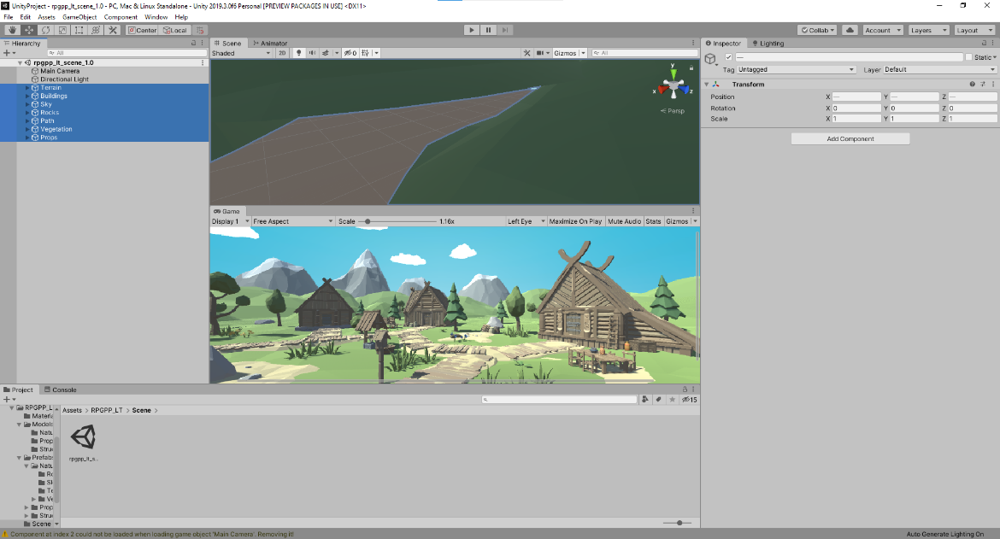 UnityProject - rpgpp_lt_scene_1.0 - PC, Mac & Linux Standalone - Unity 2019.3.0f6 Personal [PREVIEW PACKAGES IN USE] <DX11>
File Edit Assets GameObject Component Window Help
Center Local Collab Account Layers Layout
Hierarchy
All
rpgpp_lt_scene_1.0
Main Camera
Directional Light
Terrain
Buildings
Sky
Rocks
Path
Vegetation
Props
Scene Animator
Shaded 2D 0 Gizmos All
y
x z
Persp
Game
Display 1 Free Aspect Scale 1.16x Left Eye Maximize On Play Mute Audio Stats Gizmos
Inspector Lighting
— Static
Tag Untagged Layer Default
Transform
Position X — Y — Z —
Rotation X 0 Y 0 Z 0
Scale X 1 Y 1 Z 1
Add Component
Project Console
15
RPGPP_L
Materia
Models
Natu
Prop
Stru
Prefabs
Natu
Ro
Te
Ve
Prop
Stru
Scene
Assets > RPGPP_LT > Scene >
rpgpp_lt_s...
Component at index 2 could not be loaded when loading game object 'Main Camera'. Removing it!
Auto Generate Lighting On